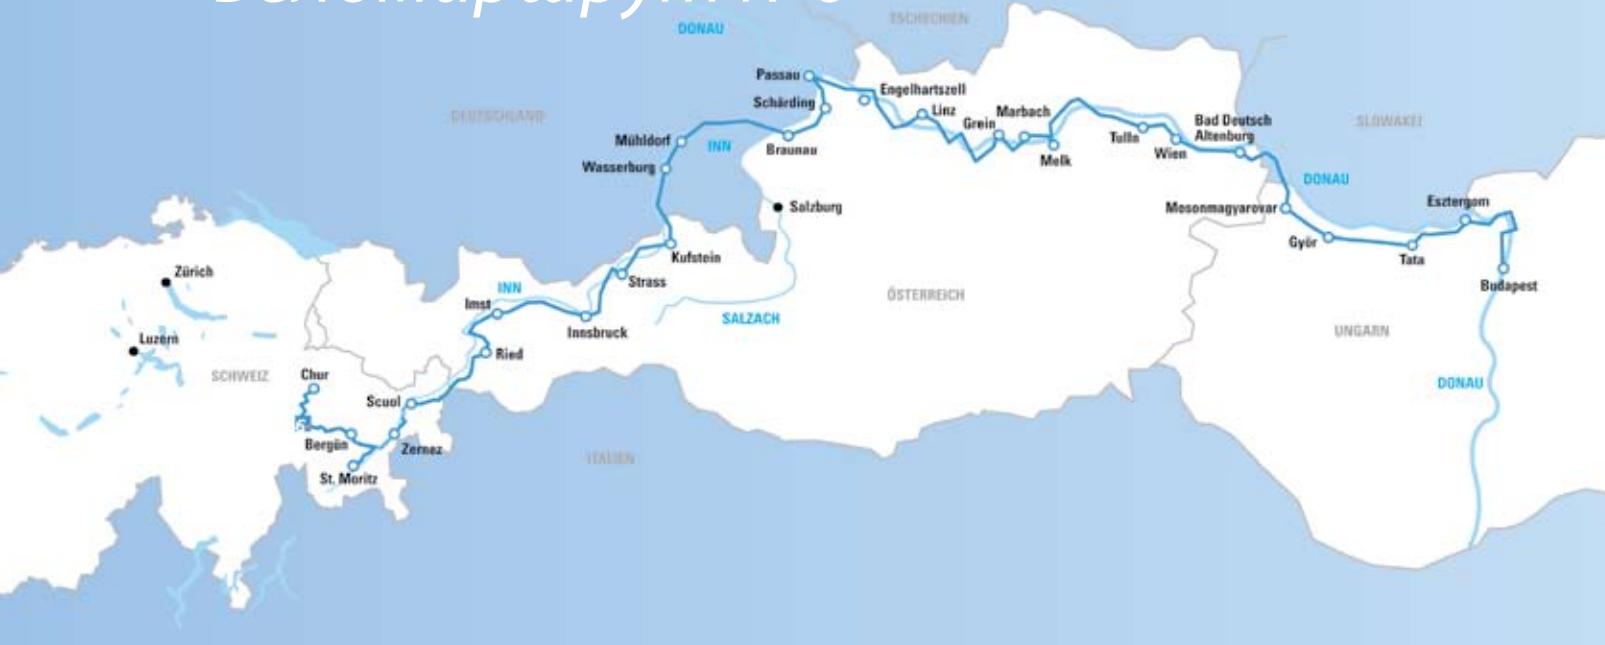 DONAU
TSCHECHIEN
Passau
Engelhartszell
Schärding
Linz
Marbach
Grein
DEUTSCHLAND
Bad Deutsch
Altenburg
SLOWAKEI
Tulln
Wien
Melk
Mühldorf
INN
Braunau
Wasserburg
DONAU
Salzburg
Mosonmagyarovar
Esztergom
Györ
Tata
Kufstein
Zürich
Strass
Budapest
INN
Imst
ÖSTERREICH
SALZACH
Innsbruck
UNGARN
Luzern
Ried
SCHWEIZ
Chur
DONAU
Scuol
Bergün
Zernez
ITALIEN
St. Moritz